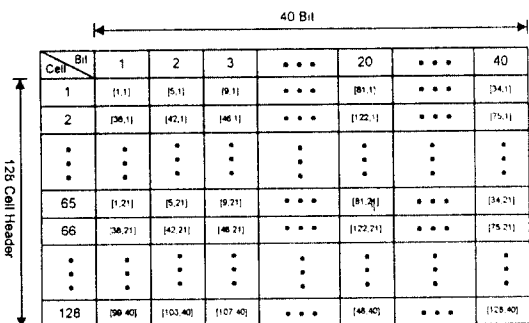 40 Bit
Cell Bit 1 2 3 • • • 20 • • • 40
1 [1,1] [5,1] [9,1] • • • [81,1] • • • [34,1]
2 [38,1] [42,1] [46,1] • • • [122,1] • • • [75,1]
65 [1,21] [5,21] [9,21] • • • [81,21] • • • [34,21]
66 [38,21] [42,21] [46,21] • • • [122,21] • • • [75,21]
128 [99,40] [103,40] [107,40] • • • [48,40] • • • [128,40]
128 Cell Header